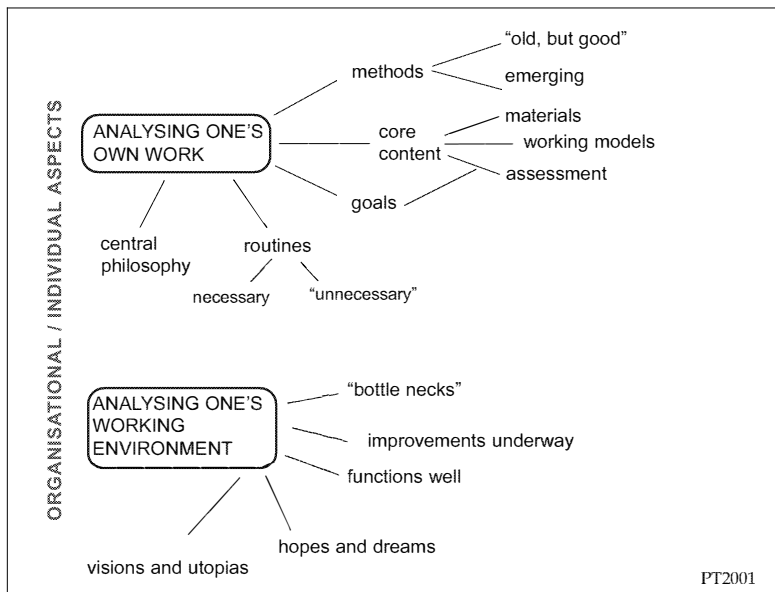 ORGANISATIONAL / INDIVIDUAL ASPECTS
ANALYSING ONE'S
OWN WORK
methods
“old, but good”
emerging
core
content
materials
working models
assessment
goals
central
philosophy
routines
necessary
“unnecessary”
ANALYSING ONE'S
WORKING
ENVIRONMENT
“bottle necks”
improvements underway
functions well
hopes and dreams
visions and utopias
PT2001